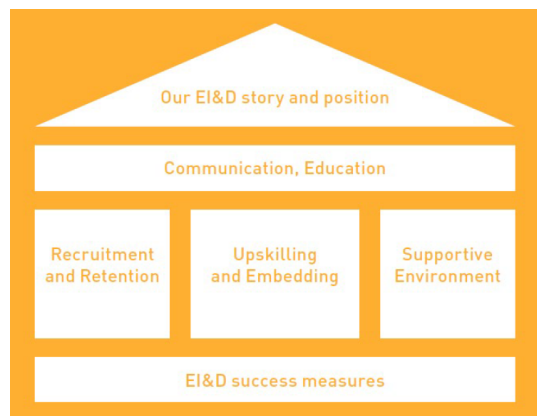 Our EI&D story and position
Communication, Education
Recruitment
and Retention
Upskilling
and Embedding
Supportive
Environment
EI&D success measures